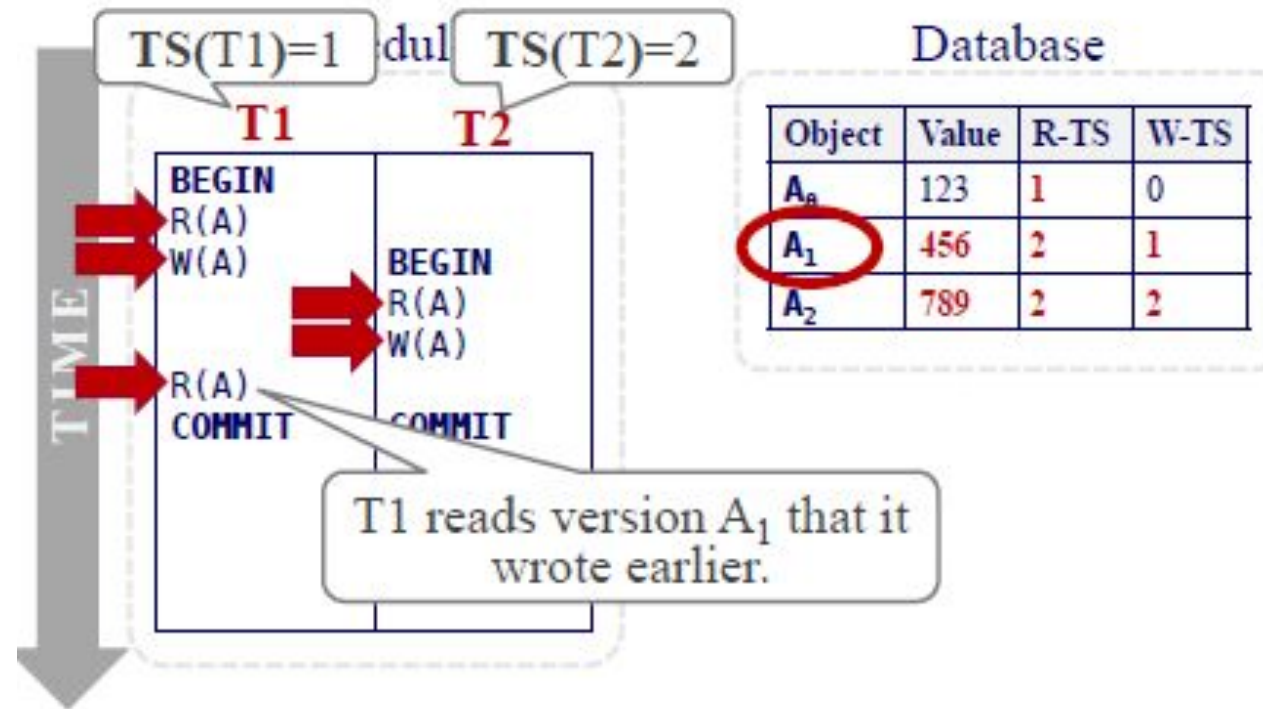 TS(T1)=1
dul
TS(T2)=2
Database
T1
T2
BEGIN
R(A)
W(A)
R(A)
COMMIT
BEGIN
R(A)
W(A)
COMMIT
TIME
Object Value R-TS W-TS
A₀ 123 1 0
A₁ 456 2 1
A₂ 789 2 2
T1 reads version A₁ that it
wrote earlier.